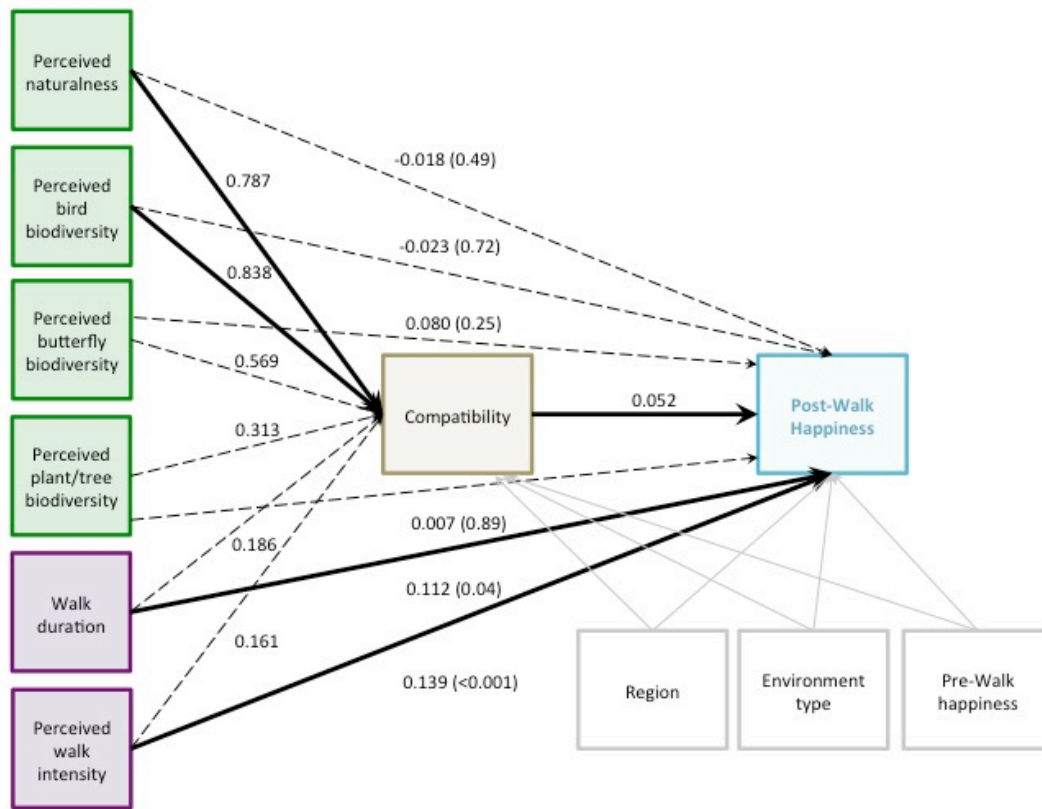 Perceived
naturalness
Perceived
bird
biodiversity
Perceived
butterfly
biodiversity
Perceived
plant/tree
biodiversity
Walk
duration
Perceived
walk
intensity
0.787
0.838
0.569
0.313
0.186
0.161
-0.018 (0.49)
-0.023 (0.72)
0.080 (0.25)
Compatibility
0.052
Post-Walk
Happiness
0.007 (0.89)
0.112 (0.04)
0.139 (<0.001)
Region
Environment
type
Pre-Walk
happiness